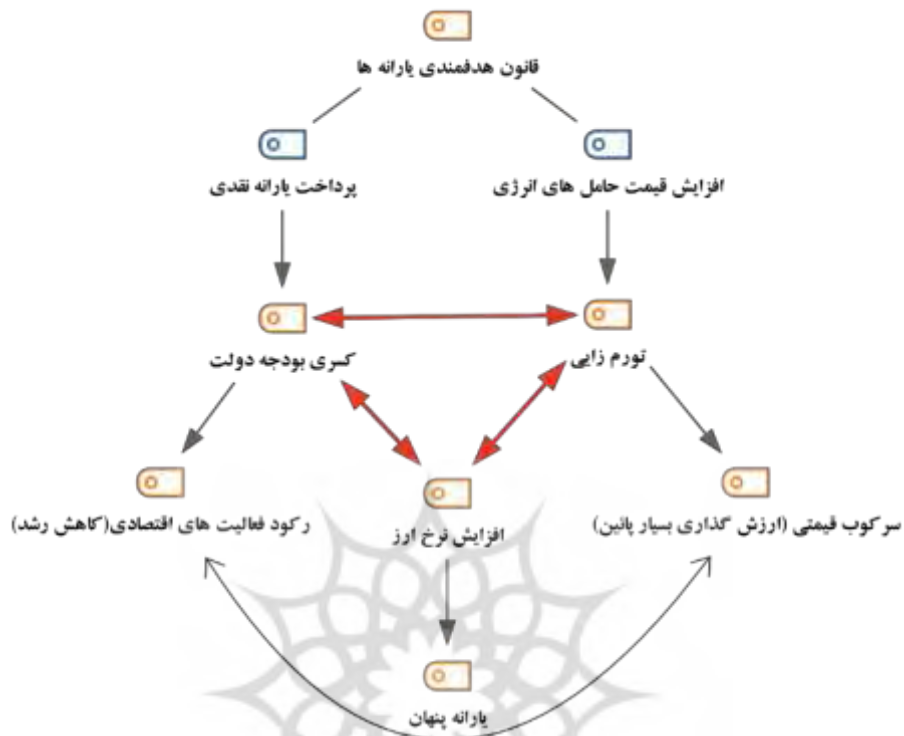 قانون هدفمندی یارانه ها
افزایش قیمت حامل های انرژی
پرداخت یارانه نقدی
تورم زایی
کسری بودجه دولت
سرکوب قیمتی (ارزش گذاری بسیار پائین)
افزایش نرخ ارز
رکود فعالیت های اقتصادی(کاهش رشد)
یارانه پنهان